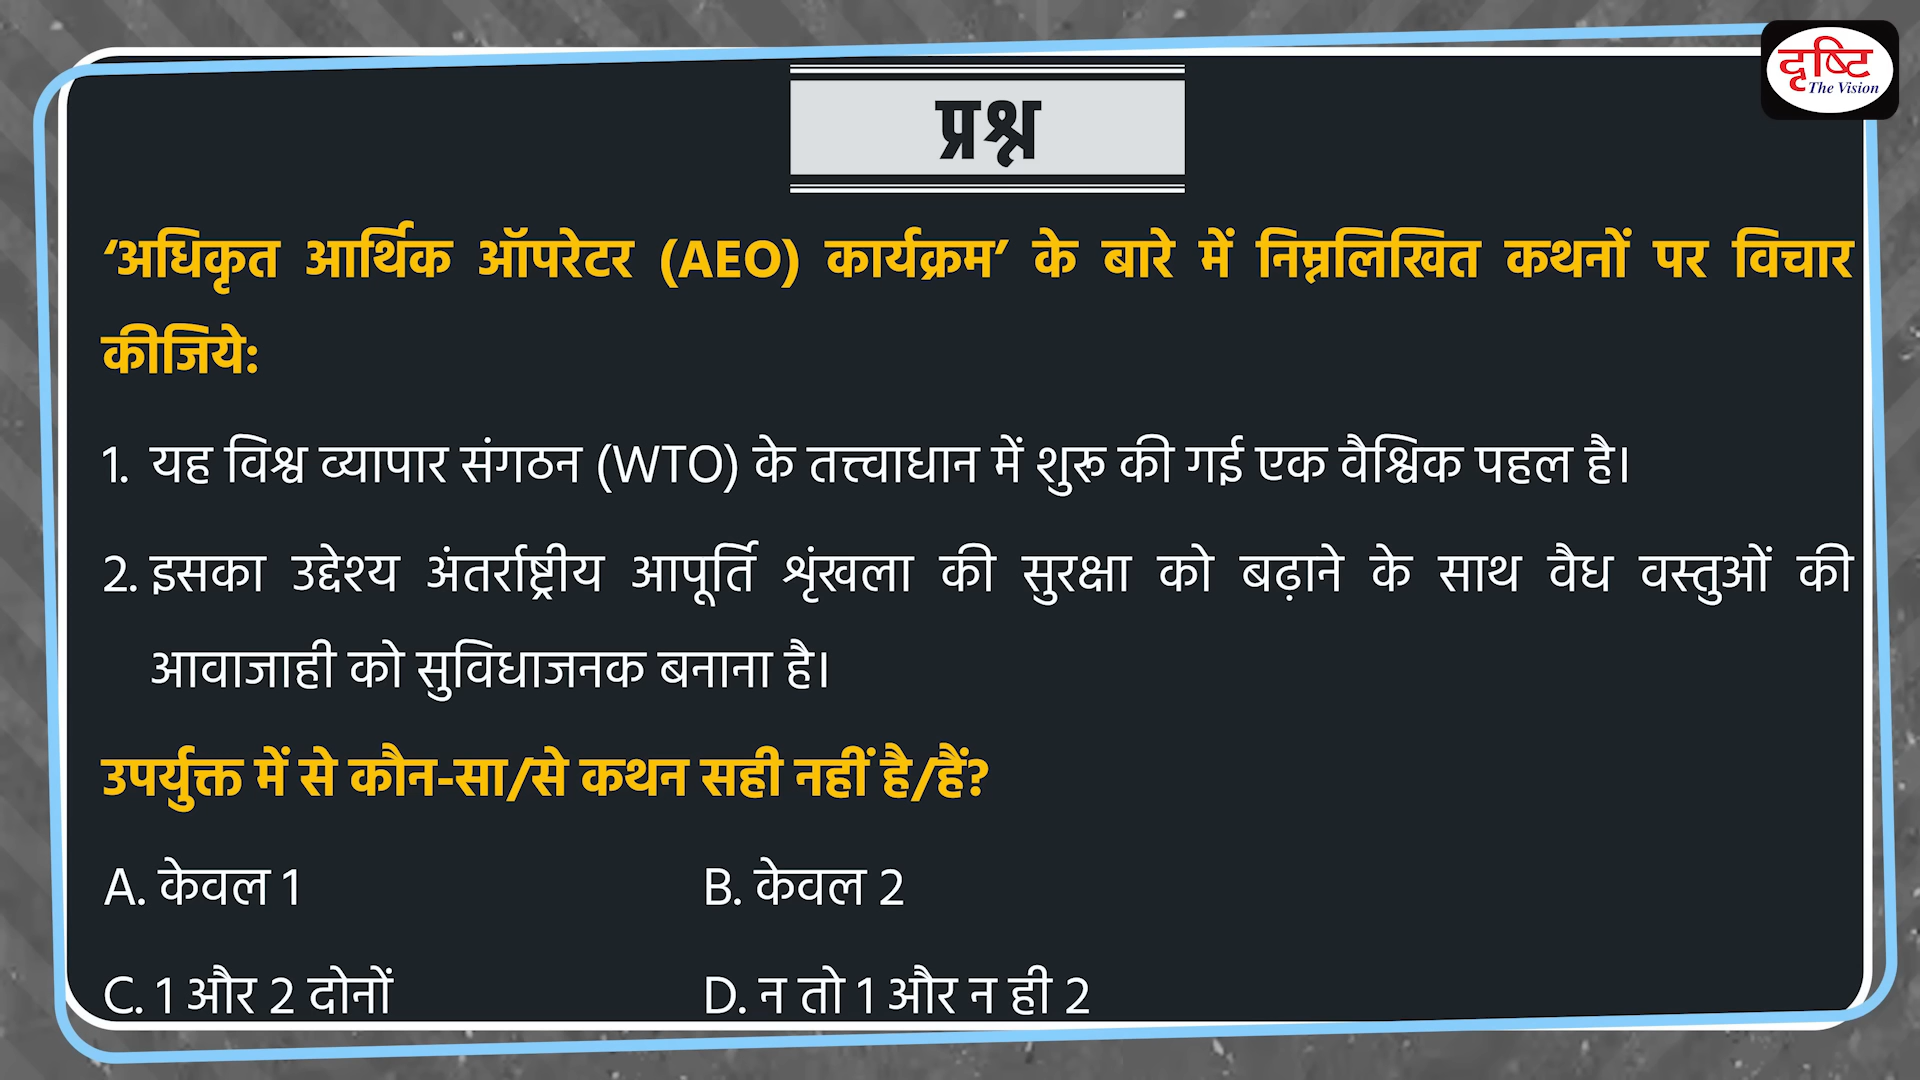 दृष्टि
The Vision
प्रश्न
‘अधिकृत आर्थिक ऑपरेटर (AEO) कार्यक्रम’ के बारे में निम्नलिखित कथनों पर विचार
कीजिये:
1. यह विश्व व्यापार संगठन (WTO) के तत्त्वाधान में शुरू की गई एक वैश्विक पहल है।
2. इसका उद्देश्य अंतर्राष्ट्रीय आपूर्ति शृंखला की सुरक्षा को बढ़ाने के साथ वैध वस्तुओं की
आवाजाही को सुविधाजनक बनाना है।
उपर्युक्त में से कौन-सा/से कथन सही नहीं है/हैं?
A. केवल 1 B. केवल 2
C. 1 और 2 दोनों D. न तो 1 और न ही 2